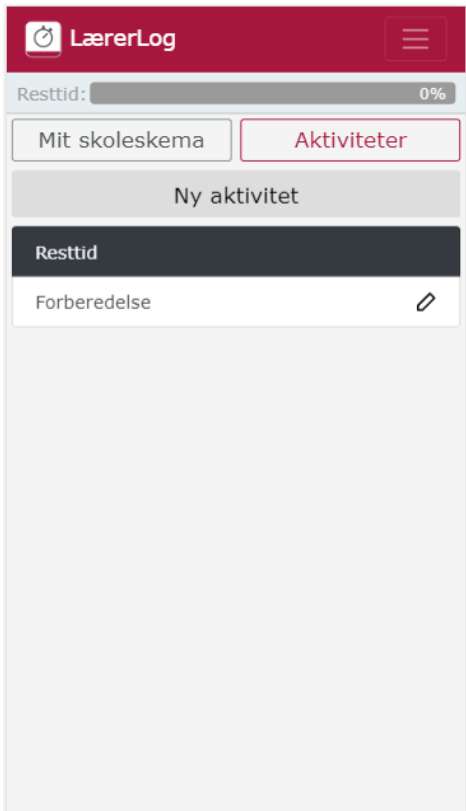 LærerLog
Resttid: 0%
Mit skoleskema Aktiviteter
Ny aktivitet
Resttid
Forberedelse